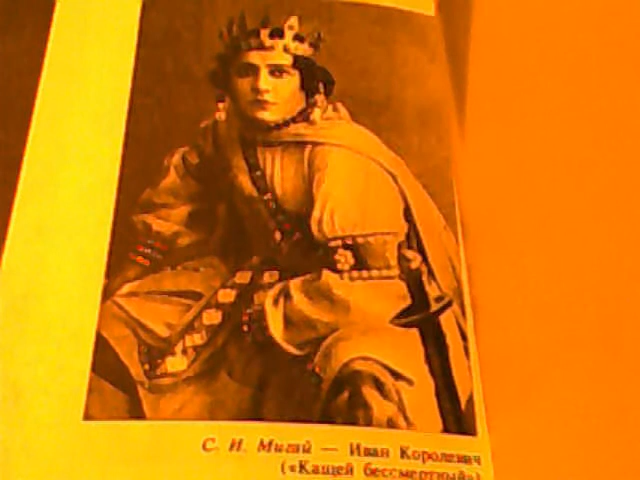 С. И. Мигай — Иван Королевич
(«Кащей бессмертный»)